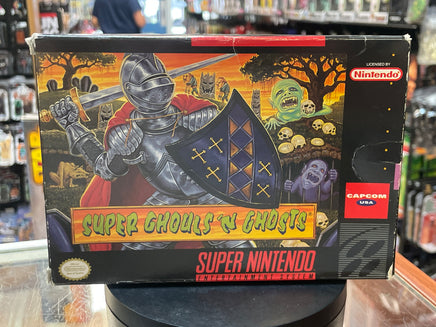 LICENSED BY
Nintendo
CAPCOM
USA
SUPER GHOULS 'N GHOSTS
SUPER NINTENDO
ENTERTAINMENT SYSTEM